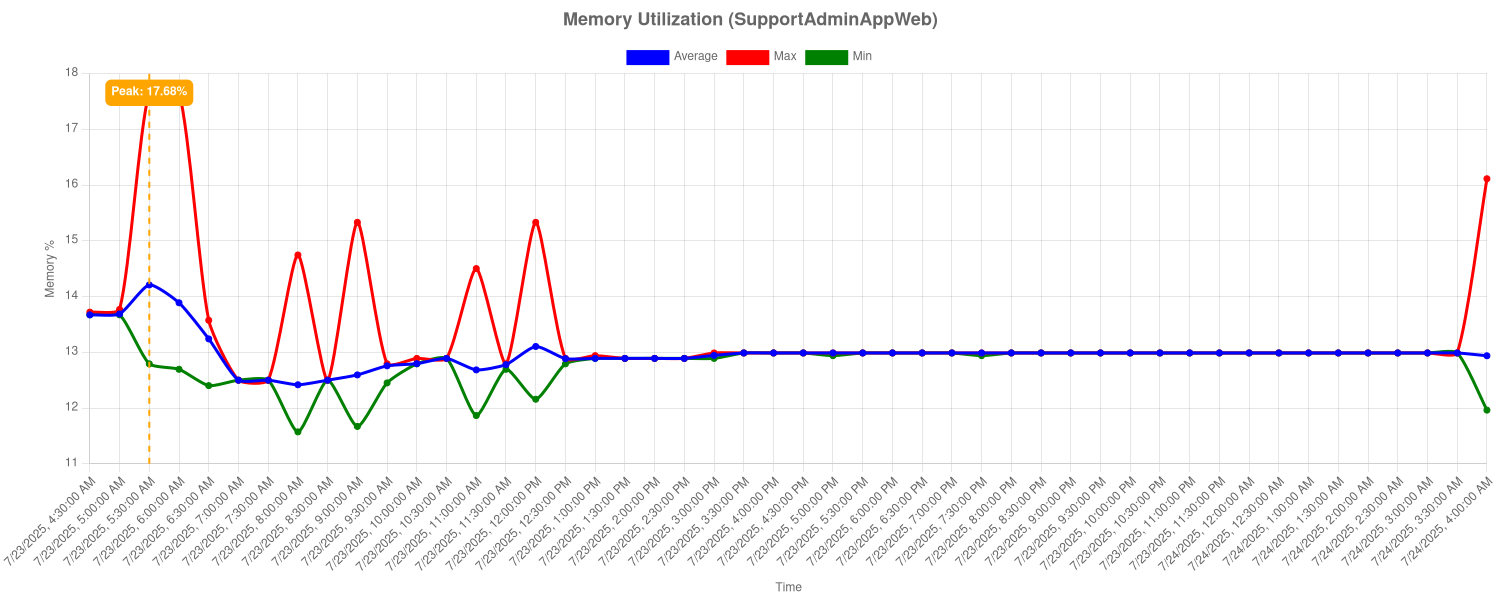 Memory Utilization (SupportAdminAppWeb)
Average Max Min
Peak: 17.68%
18
17
16
15
14
13
12
11
Memory %
7/23/2025, 4:30:00 AM
7/23/2025, 5:00:00 AM
7/23/2025, 5:30:00 AM
7/23/2025, 6:00:00 AM
7/23/2025, 6:30:00 AM
7/23/2025, 7:00:00 AM
7/23/2025, 7:30:00 AM
7/23/2025, 8:00:00 AM
7/23/2025, 8:30:00 AM
7/23/2025, 9:00:00 AM
7/23/2025, 9:30:00 AM
7/23/2025, 10:00:00 AM
7/23/2025, 10:30:00 AM
7/23/2025, 11:00:00 AM
7/23/2025, 11:30:00 AM
7/23/2025, 12:00:00 PM
7/23/2025, 12:30:00 PM
7/23/2025, 1:00:00 PM
7/23/2025, 1:30:00 PM
7/23/2025, 2:00:00 PM
7/23/2025, 2:30:00 PM
7/23/2025, 3:00:00 PM
7/23/2025, 3:30:00 PM
7/23/2025, 4:00:00 PM
7/23/2025, 4:30:00 PM
7/23/2025, 5:00:00 PM
7/23/2025, 5:30:00 PM
7/23/2025, 6:00:00 PM
7/23/2025, 6:30:00 PM
7/23/2025, 7:00:00 PM
7/23/2025, 7:30:00 PM
7/23/2025, 8:00:00 PM
7/23/2025, 8:30:00 PM
7/23/2025, 9:00:00 PM
7/23/2025, 9:30:00 PM
7/23/2025, 10:00:00 PM
7/23/2025, 10:30:00 PM
7/23/2025, 11:00:00 PM
7/23/2025, 11:30:00 PM
7/24/2025, 12:00:00 AM
7/24/2025, 12:30:00 AM
7/24/2025, 1:00:00 AM
7/24/2025, 1:30:00 AM
7/24/2025, 2:00:00 AM
7/24/2025, 2:30:00 AM
7/24/2025, 3:00:00 AM
7/24/2025, 3:30:00 AM
7/24/2025, 4:00:00 AM
Time